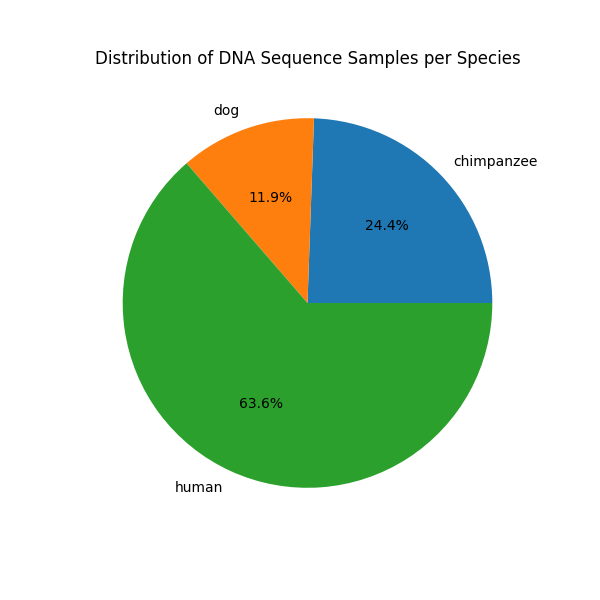 Distribution of DNA Sequence Samples per Species
dog
chimpanzee
11.9%
24.4%
63.6%
human